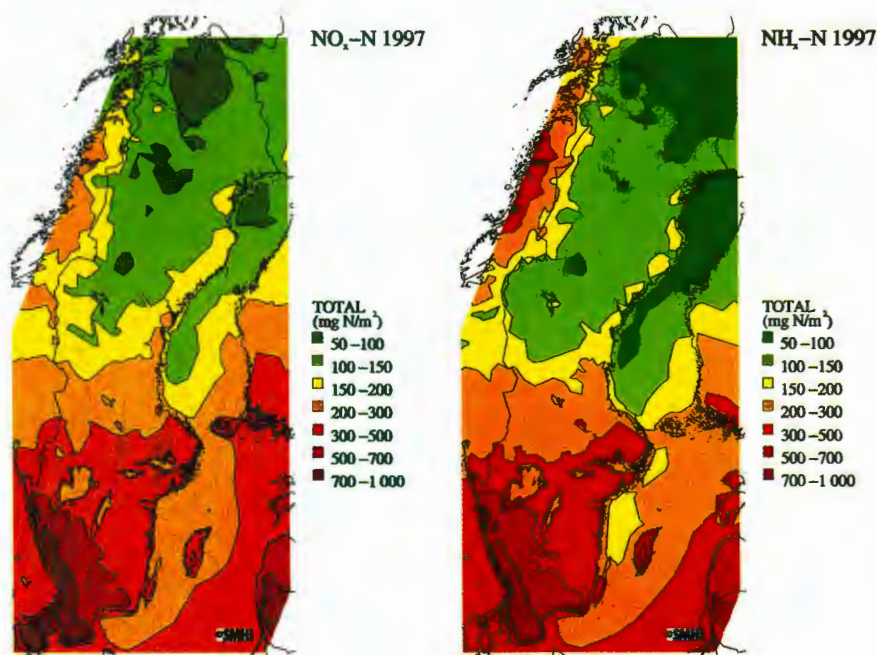 NOₓ–N 1997
TOTAL
(mg N/m²)
50 –100
100 –150
150 –200
200 –300
300 –500
500 –700
700 –1 000
©SMHI
NHₓ–N 1997
TOTAL
(mg N/m²)
50 –100
100 –150
150 –200
200 –300
300 –500
500 –700
700 –1 000
©SMHI